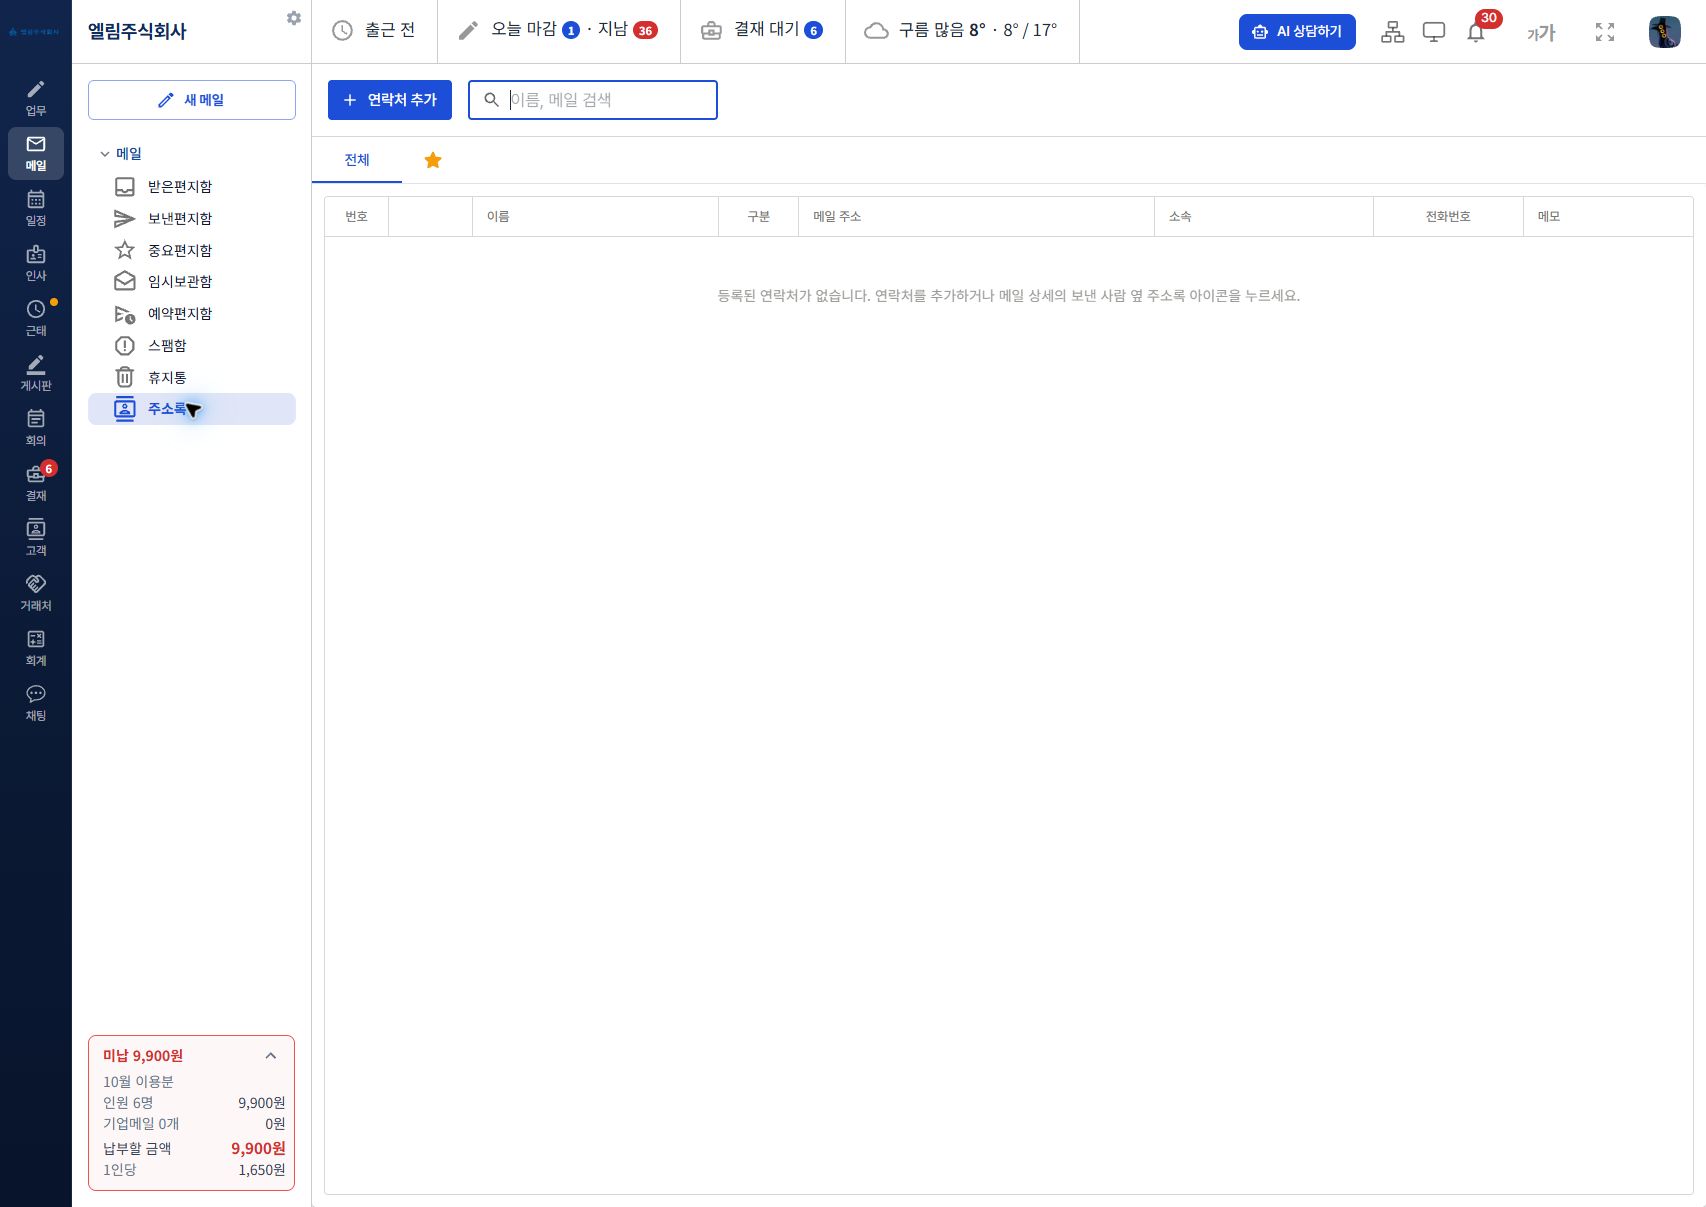 엘림주식회사
업무
메일
일정
인사
근태
게시판
회의
6
결재
고객
거래처
회계
채팅
엘림주식회사
새 메일
메일
받은편지함
보낸편지함
중요편지함
임시보관함
예약편지함
스팸함
휴지통
주소록
미납 9,900원
10월 이용분
인원 6명 9,900원
기업메일 0개 0원
납부할 금액 9,900원
1인당 1,650원
출근 전
오늘 마감 1 · 지남 36
결재 대기 6
구름 많음 8° · 8° / 17°
AI 상담하기
30
가가
연락처 추가
이름, 메일 검색
전체
번호 이름 구분 메일 주소 소속 전화번호 메모
등록된 연락처가 없습니다. 연락처를 추가하거나 메일 상세의 보낸 사람 옆 주소록 아이콘을 누르세요.